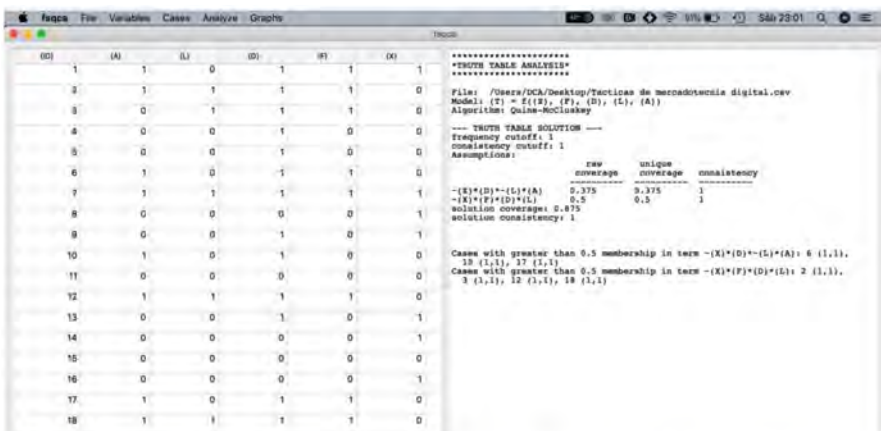 fsqca File Variables Cases Analyze Graphs 91% Sáb 23:01
fsqca
(ID) (A) (L) (D) (F) (X)
1 1 0 1 1 1
2 1 1 1 1 0
3 0 1 1 1 0
4 0 0 1 0 0
5 0 0 1 0 0
6 1 0 1 1 0
7 1 1 1 1 1
8 0 0 0 0 1
9 0 0 1 0 1
10 1 0 1 0 0
11 0 0 0 0 0
12 1 1 1 1 0
13 0 0 1 0 1
14 0 0 0 0 1
15 0 0 0 0 0
16 0 0 0 0 1
17 1 0 1 1 0
18 1 1 1 1 0
**********************
*TRUTH TABLE ANALYSIS*
**********************
File: /Users/DCA/Desktop/Tacticas de mercadotecnia digital.csv
Model: (T) = f((X), (F), (D), (L), (A))
Algorithm: Quine-McCluskey
--- TRUTH TABLE SOLUTION ---
frequency cutoff: 1
consistency cutoff: 1
Assumptions:
raw unique
coverage coverage consistency
---------- ---------- ----------
~(X)*(D)*~(L)*(A) 0.375 0.375 1
~(X)*(F)*(D)*(L) 0.5 0.5 1
solution coverage: 0.875
solution consistency: 1
Cases with greater than 0.5 membership in term ~(X)*(D)*~(L)*(A): 6 (1,1),
10 (1,1), 17 (1,1)
Cases with greater than 0.5 membership in term ~(X)*(F)*(D)*(L): 2 (1,1),
3 (1,1), 12 (1,1), 18 (1,1)